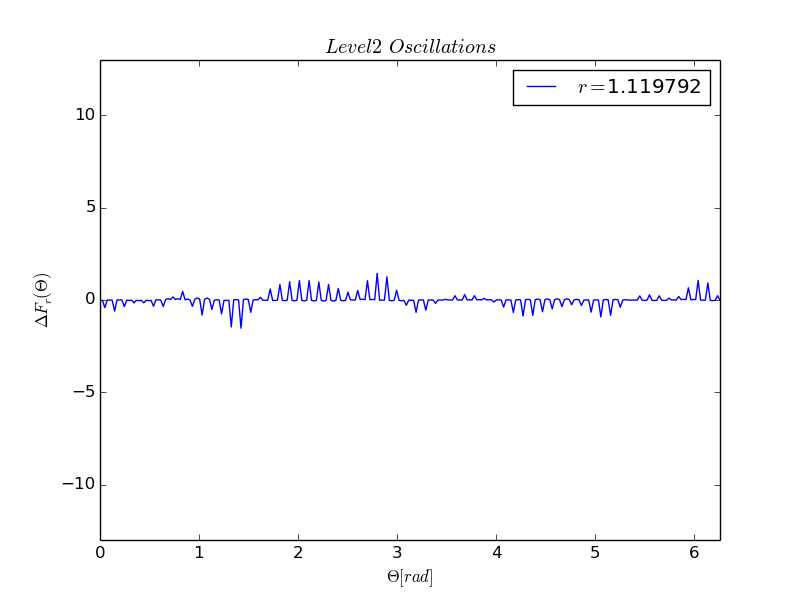 Level2 Oscillations
r=1.119792
10
5
0
−5
−10
ΔF_r(Θ)
0 1 2 3 4 5 6
Θ[rad]